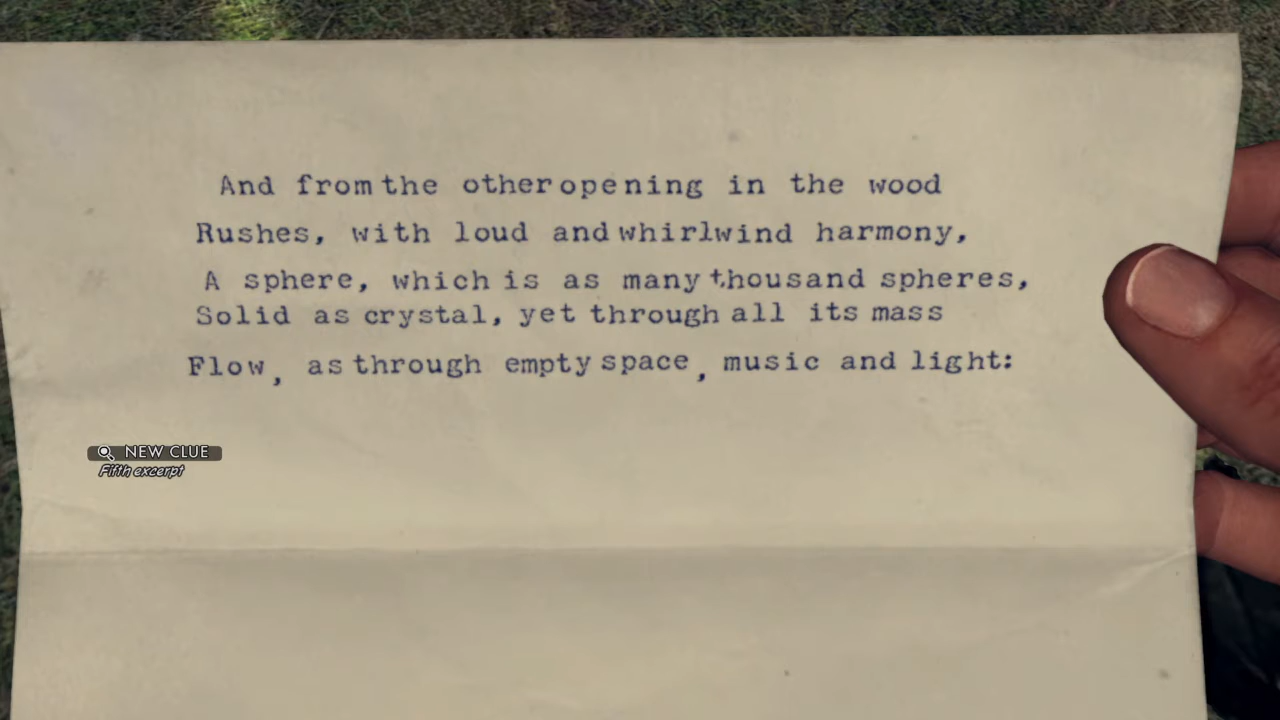 And from the other opening in the wood
Rushes, with loud and whirlwind harmony,
A sphere, which is as many thousand spheres,
Solid as crystal, yet through all its mass
Flow, as through empty space, music and light:
NEW CLUE
Fifth excerpt